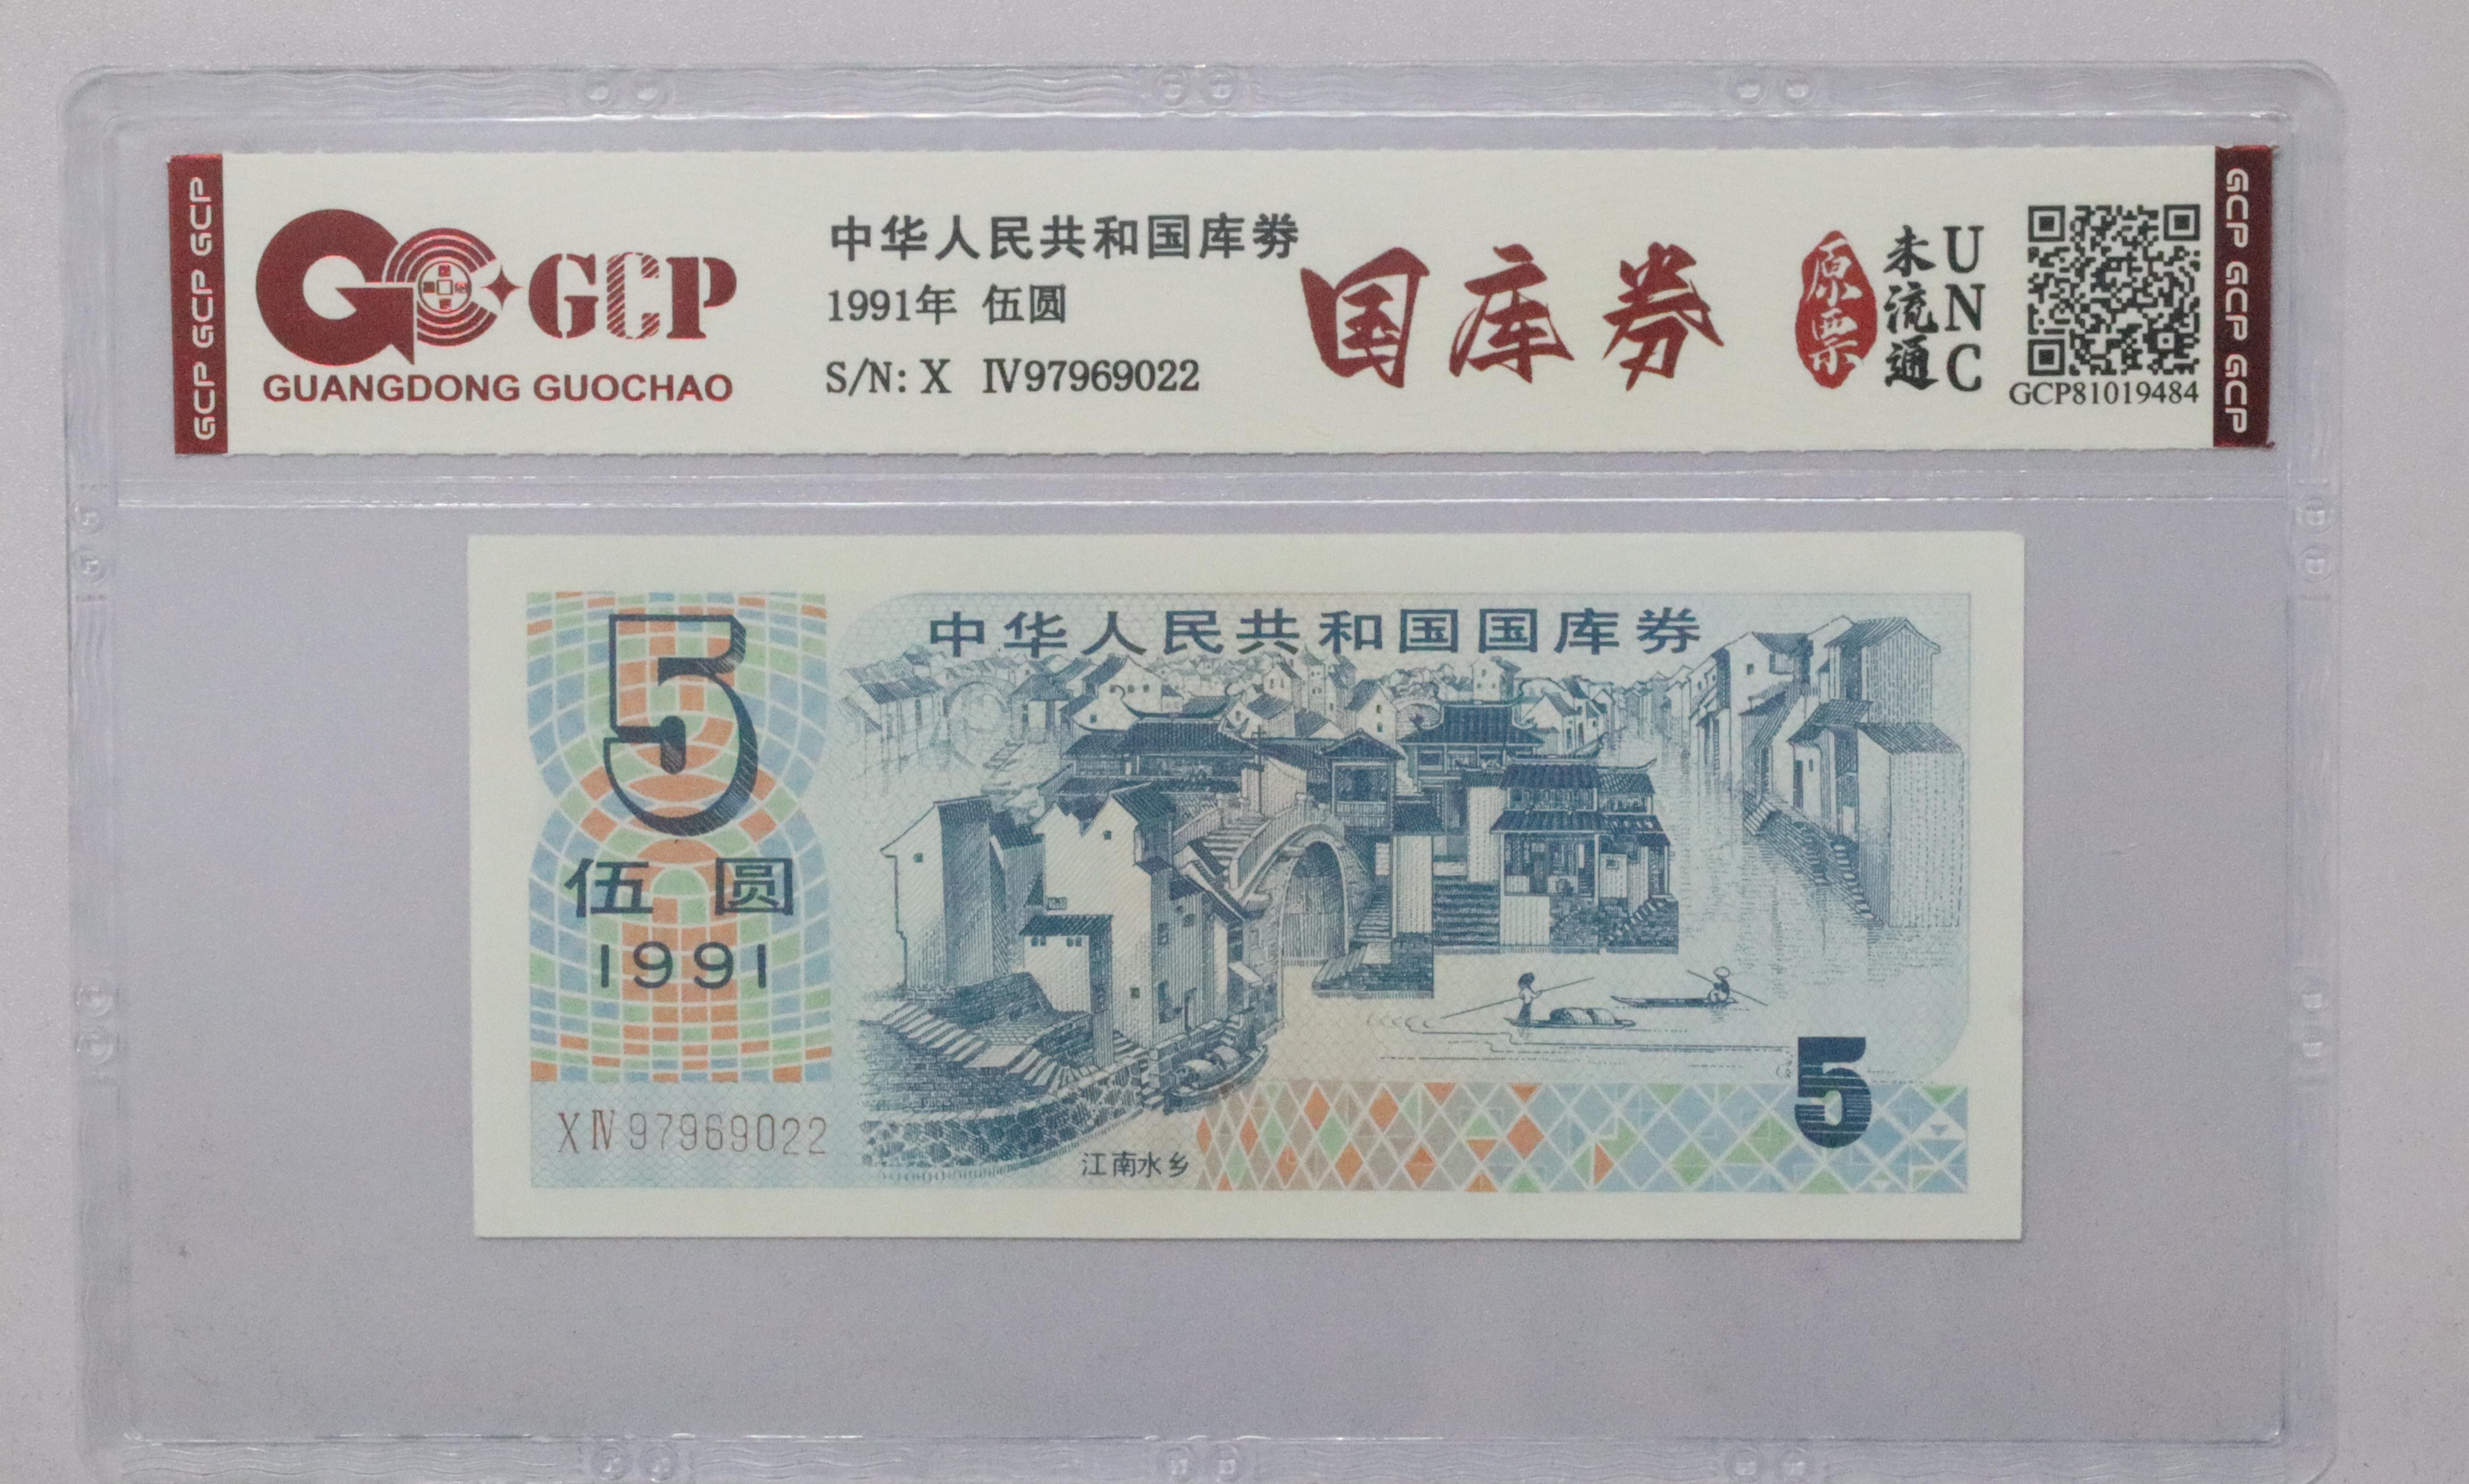 GCP GCP GCP
GCP
GUANGDONG GUOCHAO
中华人民共和国库券
1991年 伍圆
S/N: X Ⅳ97969022
国库券
原票
未流通
UNC
GCP81019484
GCP GCP GCP
中华人民共和国国库券
5
伍圆
1991
XⅣ97969022
江南水乡
5